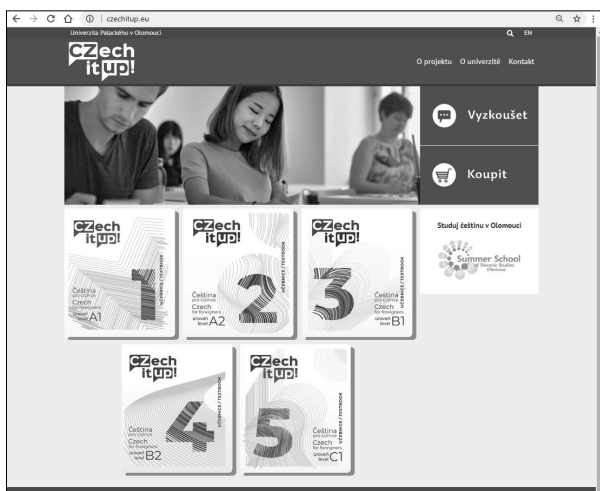 czechitup.eu
Univerzita Palackého v Olomouci
EN
CZech
it up!
O projektu O univerzitě Kontakt
Vyzkoušet
Koupit
CZech
it up!
1
UČEBNICE / TEXTBOOK
Čeština
pro cizince
Czech
for foreigners
úroveň
level A1
CZech
it up!
2
UČEBNICE / TEXTBOOK
Čeština
pro cizince
Czech
for foreigners
úroveň
level A2
CZech
it up!
3
UČEBNICE / TEXTBOOK
Čeština
pro cizince
Czech
for foreigners
úroveň
level B1
Studuj češtinu v Olomouci
Summer School
of Slavonic Studies
Olomouc
CZech
it up!
4
UČEBNICE / TEXTBOOK
Čeština
pro cizince
Czech
for foreigners
úroveň
level B2
CZech
it up!
5
UČEBNICE / TEXTBOOK
Čeština
pro cizince
Czech
for foreigners
úroveň
level C1